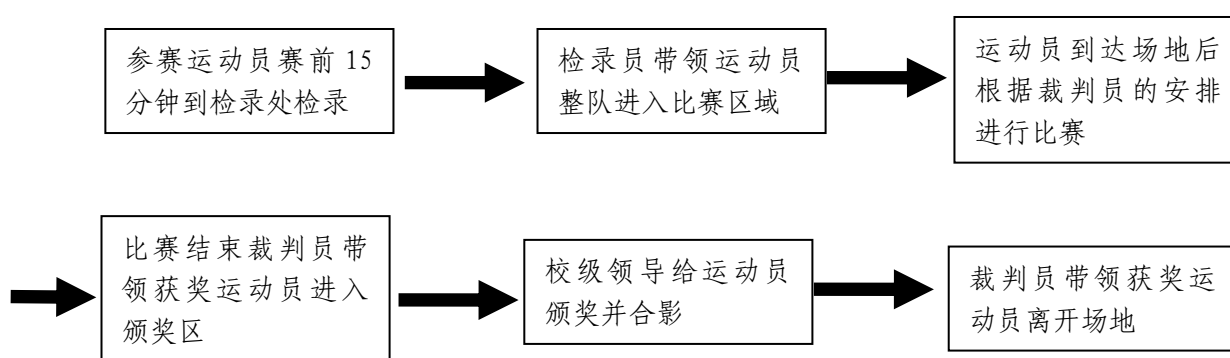 参赛运动员赛前 15
分钟到检录处检录
检录员带领运动员
整队进入比赛区域
运动员到达场地后
根据裁判员的安排
进行比赛
比赛结束裁判员带
领获奖运动员进入
颁奖区
校级领导给运动员
颁奖并合影
裁判员带领获奖运
动员离开场地